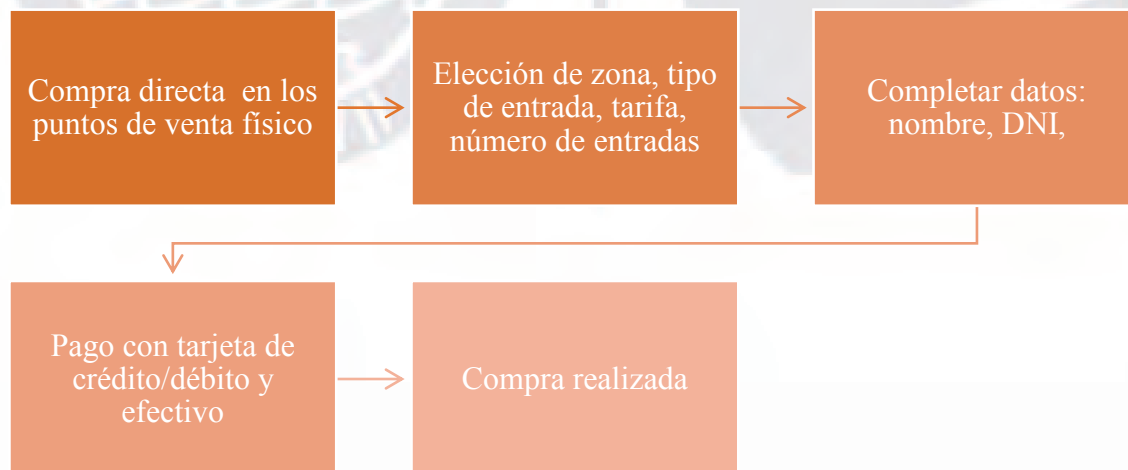 Compra directa en los
puntos de venta físico
Elección de zona, tipo
de entrada, tarifa,
número de entradas
Completar datos:
nombre, DNI,
Pago con tarjeta de
crédito/débito y
efectivo
Compra realizada